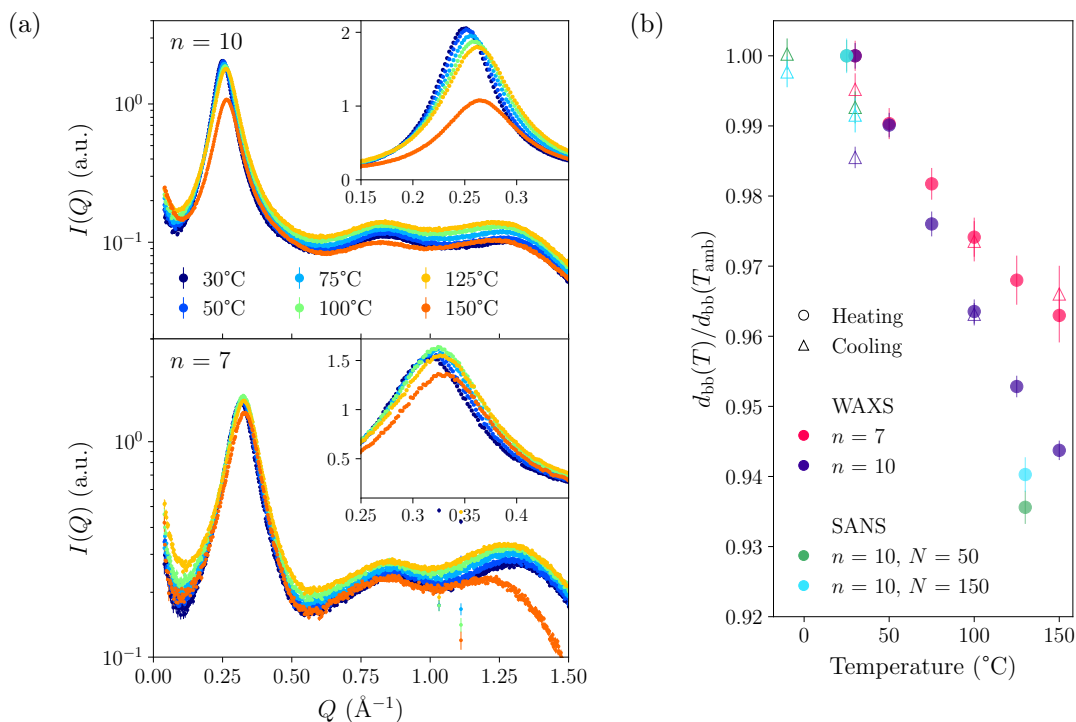 (a)
n = 10
I(Q) (a.u.)
10⁰
10⁻¹
2
1
0
0.15 0.2 0.25 0.3
30°C 75°C 125°C
50°C 100°C 150°C
n = 7
I(Q) (a.u.)
10⁰
10⁻¹
1.5
1
0.5
0.25 0.3 0.35 0.4
0.00 0.25 0.50 0.75 1.00 1.25 1.50
Q (Å⁻¹)
(b)
d_bb(T)/d_bb(T_amb)
1.00
0.99
0.98
0.97
0.96
0.95
0.94
0.93
0.92
Heating
Cooling
WAXS
n = 7
n = 10
SANS
n = 10, N = 50
n = 10, N = 150
0 50 100 150
Temperature (°C)